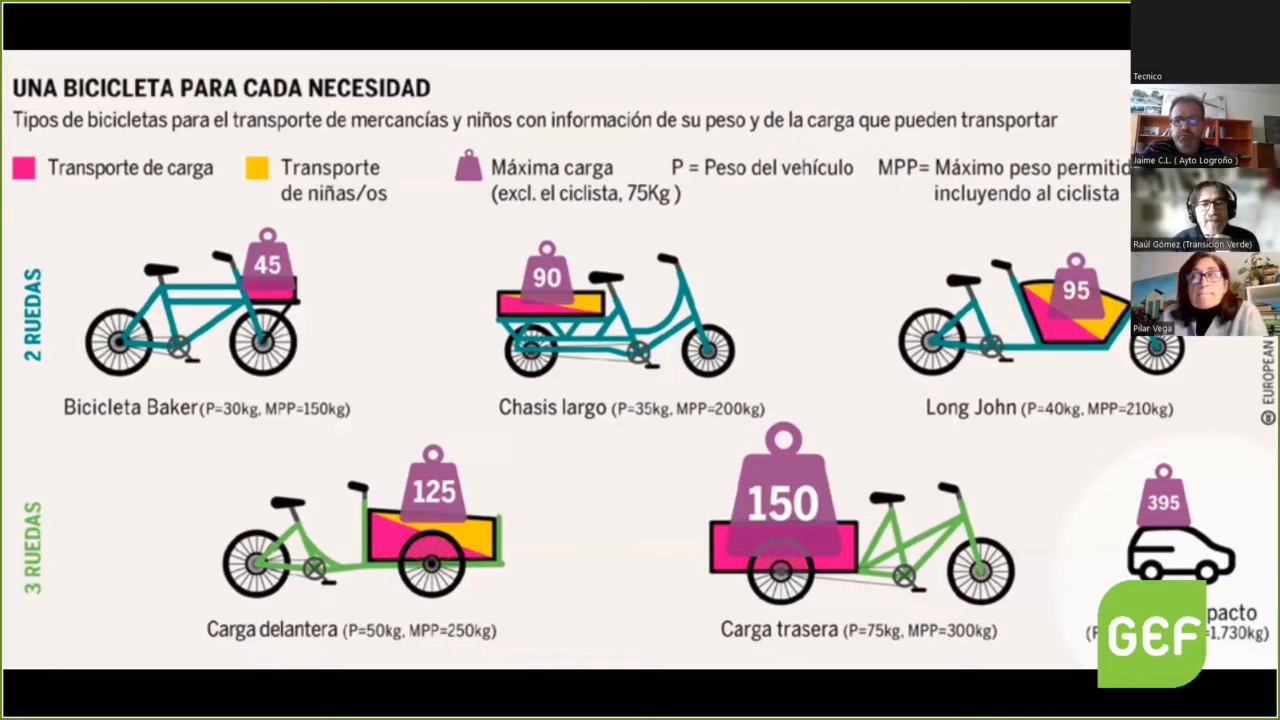 UNA BICICLETA PARA CADA NECESIDAD
Tipos de bicicletas para el transporte de mercancías y niños con información de su peso y de la carga que pueden transportar
Transporte de carga
Transporte
de niñas/os
Máxima carga
(excl. el ciclista, 75Kg )
P = Peso del vehículo
MPP= Máximo peso
incluyendo al ciclista
Tecnico
Jaime C.L. ( Ayto Logroño )
Raúl Gómez (Transición Verde)
Pilar Vega
2 RUEDAS
45
90
95
Bicicleta Baker(P=30kg, MPP=150kg)
Chasis largo (P=35kg, MPP=200kg)
Long John (P=40kg, MPP=210kg)
EUROPEAN
3 RUEDAS
125
150
395
Carga delantera (P=50kg, MPP=250kg)
Carga trasera (P=75kg, MPP=300kg)
pacto
=1,730kg)
GEF